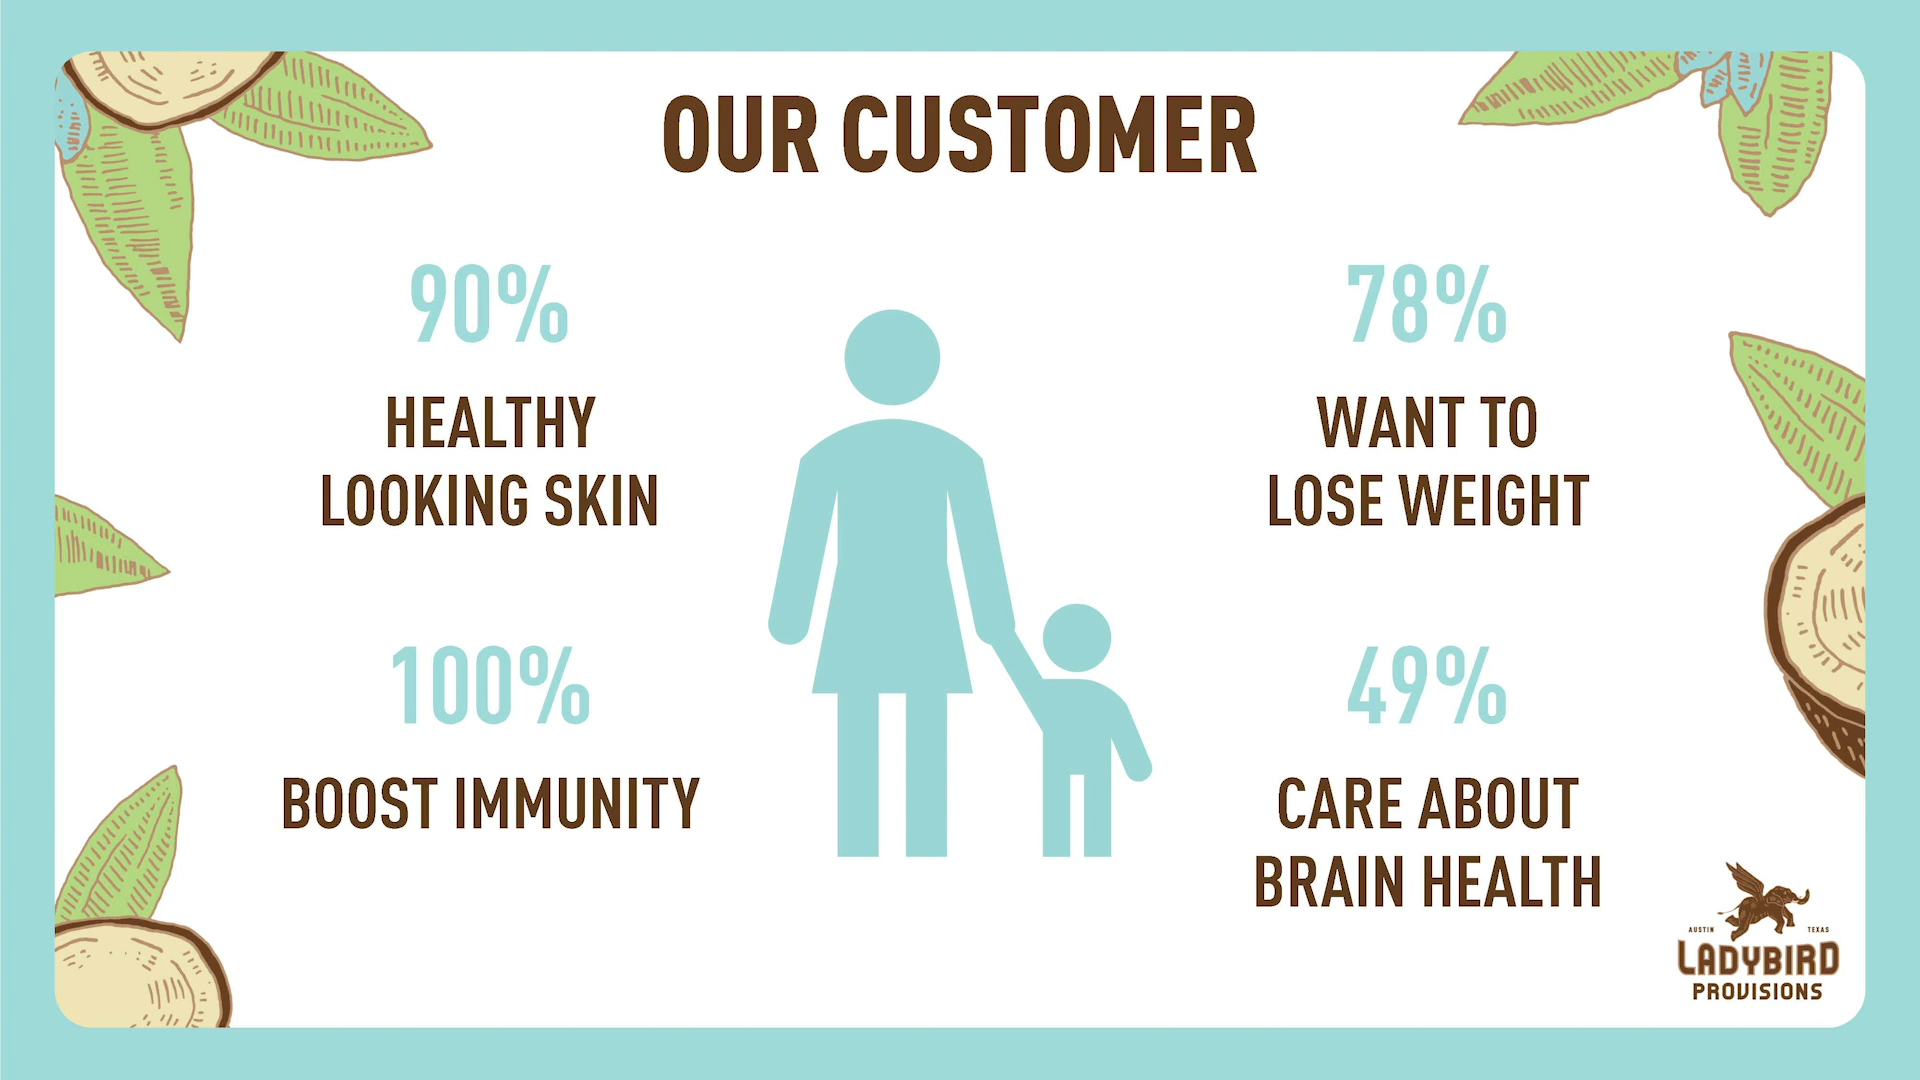 OUR CUSTOMER
90%
HEALTHY
LOOKING SKIN
78%
WANT TO
LOSE WEIGHT
100%
BOOST IMMUNITY
49%
CARE ABOUT
BRAIN HEALTH
AUSTIN TEXAS
LADYBIRD
PROVISIONS